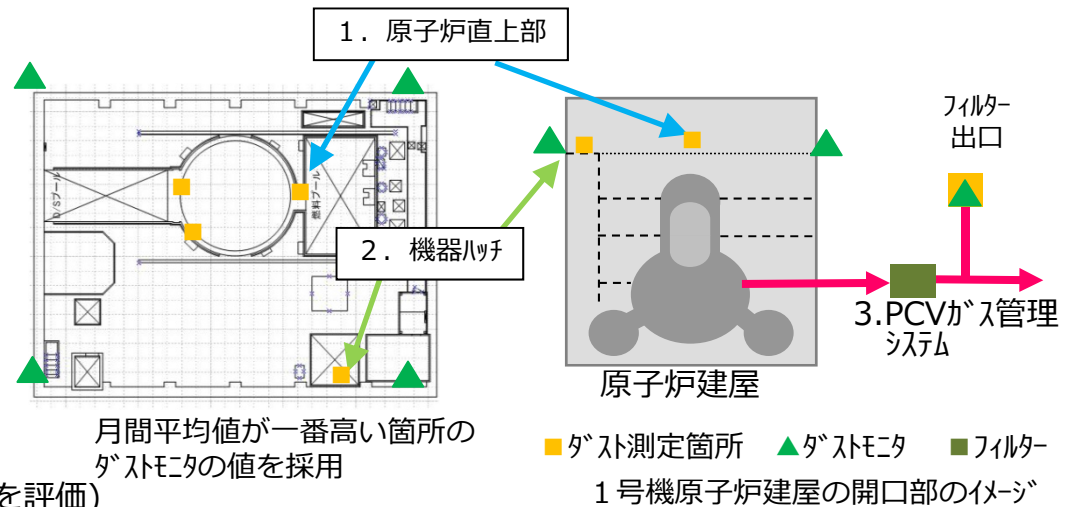 1．原子炉直上部
フィルター
出口
D/Sプール
燃料プール
2．機器ハッチ
3.PCVガス管理
システム
原子炉建屋
月間平均値が一番高い箇所の
ダストモニタの値を採用
■ダスト測定箇所 ▲ダストモニタ ■フィルター
を評価）
１号機原子炉建屋の開口部のイメージ